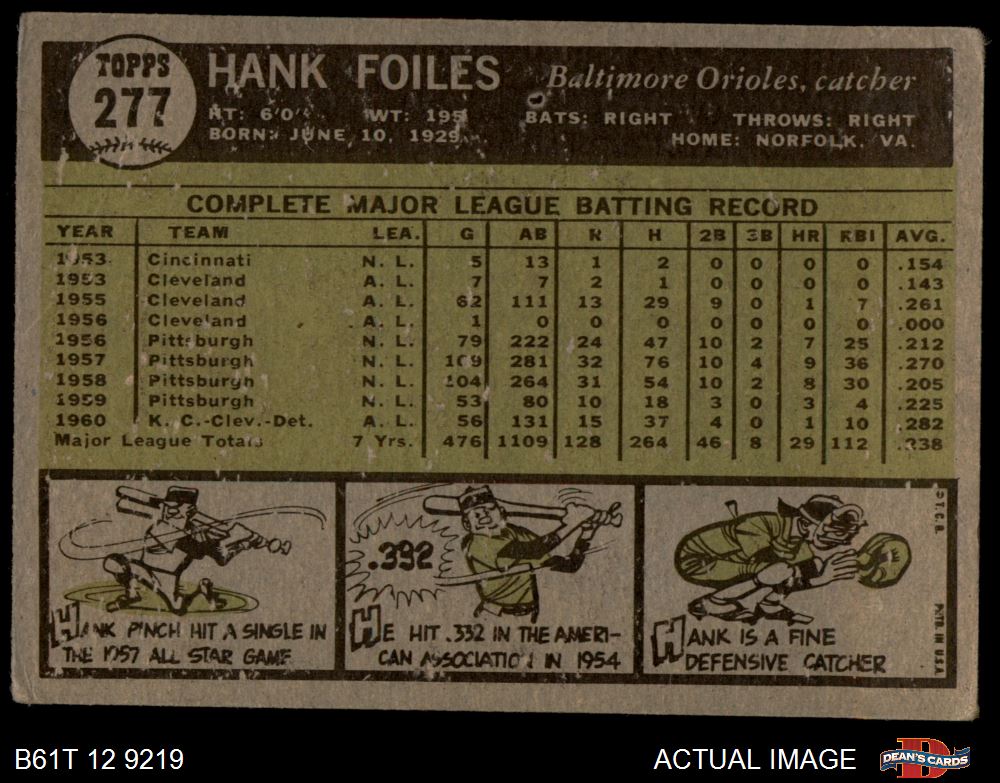 TOPPS
277
HANK FOILES Baltimore Orioles, catcher
HT: 6'0" WT: 195 BATS: RIGHT THROWS: RIGHT
BORN: JUNE 10, 1929 HOME: NORFOLK, VA.
COMPLETE MAJOR LEAGUE BATTING RECORD
YEAR TEAM LEA. G AB R H 2B 3B HR RBI AVG.
1953 Cincinnati N. L. 5 13 1 2 0 0 0 0 .154
1953 Cleveland A. L. 7 7 2 1 0 0 0 0 .143
1955 Cleveland A. L. 62 111 13 29 9 0 1 7 .261
1956 Cleveland A. L. 1 0 0 0 0 0 0 0 .000
1956 Pittsburgh N. L. 79 222 24 47 10 2 7 25 .212
1957 Pittsburgh N. L. 109 281 32 76 10 4 9 36 .270
1958 Pittsburgh N. L. 104 264 31 54 10 2 8 30 .205
1959 Pittsburgh N. L. 53 80 10 18 3 0 3 4 .225
1960 K. C.-Clev.-Det. A. L. 56 131 15 37 4 0 1 10 .282
Major League Totals 7 Yrs. 476 1109 128 264 46 8 29 112 .238
HANK PINCH HIT A SINGLE IN
THE 1957 ALL STAR GAME
.332
HE HIT .332 IN THE AMERI-
CAN ASSOCIATION IN 1954
HANK IS A FINE
DEFENSIVE CATCHER
© T.C.G.
PRTD IN U.S.A.
B61T 12 9219 ACTUAL IMAGE DEAN'S CARDS